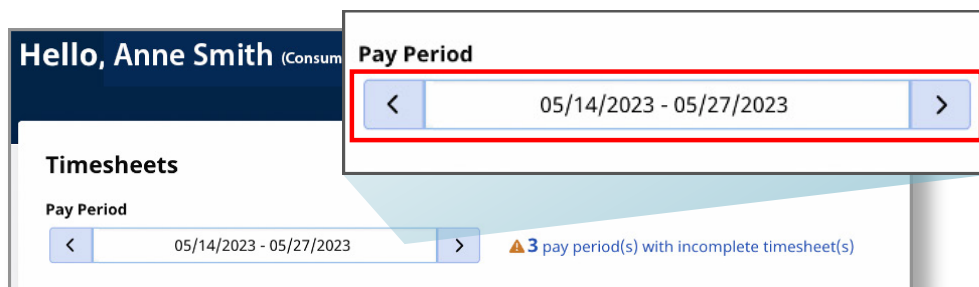 Hello, Anne Smith (Consum
Pay Period
05/14/2023 - 05/27/2023
Timesheets
Pay Period
05/14/2023 - 05/27/2023
3 pay period(s) with incomplete timesheet(s)